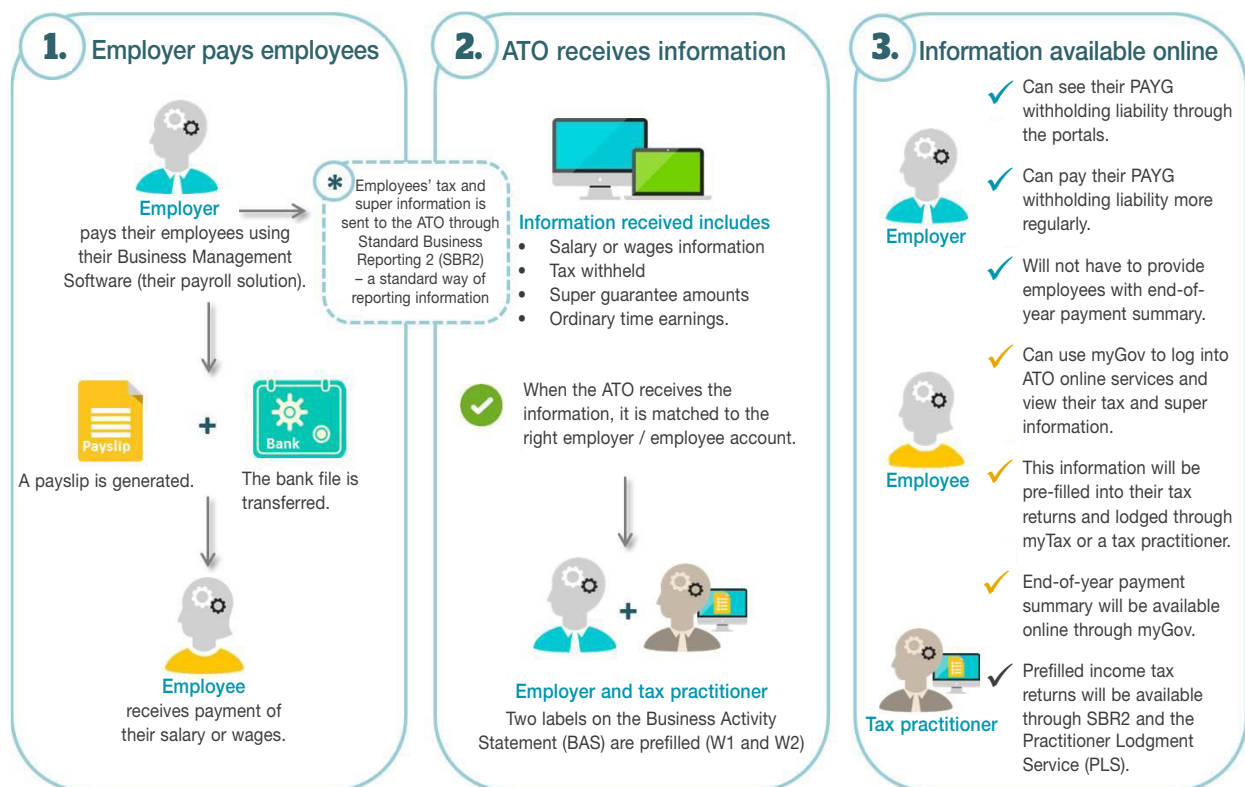 1. Employer pays employees
Employer
pays their employees using
their Business Management
Software (their payroll solution).
*
Employees’ tax and
super information is
sent to the ATO through
Standard Business
Reporting 2 (SBR2)
– a standard way of
reporting information
Payslip
+
Bank
A payslip is generated.
The bank file is
transferred.
Employee
receives payment of
their salary or wages.
2. ATO receives information
Information received includes
• Salary or wages information
• Tax withheld
• Super guarantee amounts
• Ordinary time earnings.
When the ATO receives the
information, it is matched to the
right employer / employee account.
+
Employer and tax practitioner
Two labels on the Business Activity
Statement (BAS) are prefilled (W1 and W2)
3. Information available online
Employer
Can see their PAYG
withholding liability through
the portals.
Can pay their PAYG
withholding liability more
regularly.
Will not have to provide
employees with end-of-
year payment summary.
Employee
Can use myGov to log into
ATO online services and
view their tax and super
information.
This information will be
pre-filled into their tax
returns and lodged through
myTax or a tax practitioner.
End-of-year payment
summary will be available
online through myGov.
Tax practitioner
Prefilled income tax
returns will be available
through SBR2 and the
Practitioner Lodgment
Service (PLS).